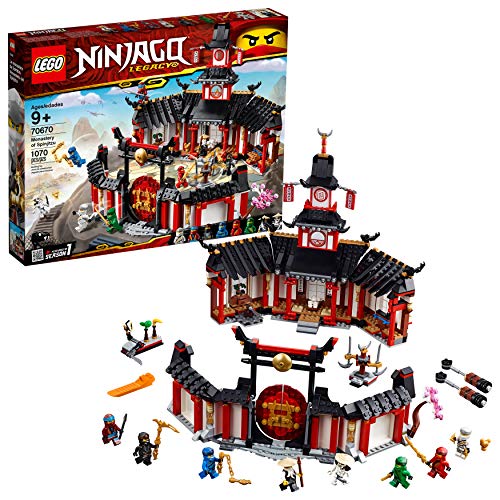 LEGO
NINJAGO
LEGACY
Ages/edades
9+
70670
Monastery
of Spinjitzu
1070
pcs/pzs
SEASON 1